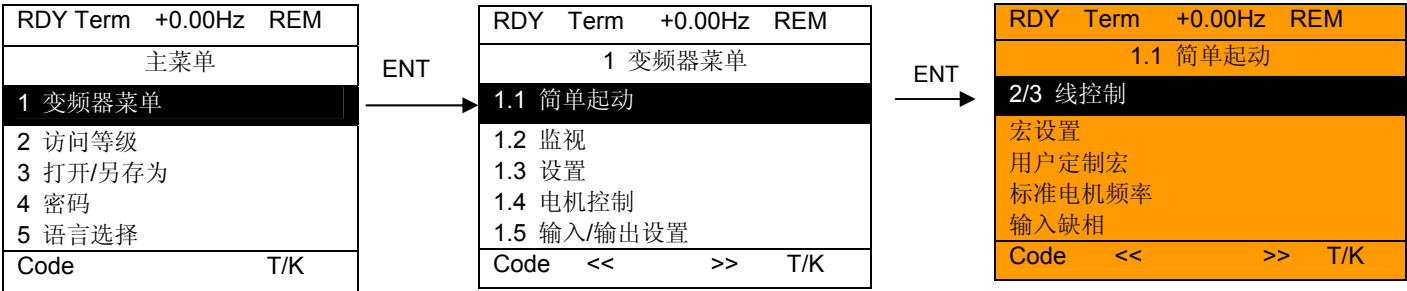 RDY Term +0.00Hz REM
主菜单
1 变频器菜单
2 访问等级
3 打开/另存为
4 密码
5 语言选择
Code T/K
ENT
RDY Term +0.00Hz REM
1 变频器菜单
1.1 简单起动
1.2 监视
1.3 设置
1.4 电机控制
1.5 输入/输出设置
Code << >> T/K
ENT
RDY Term +0.00Hz REM
1.1 简单起动
2/3 线控制
宏设置
用户定制宏
标准电机频率
输入缺相
Code << >> T/K